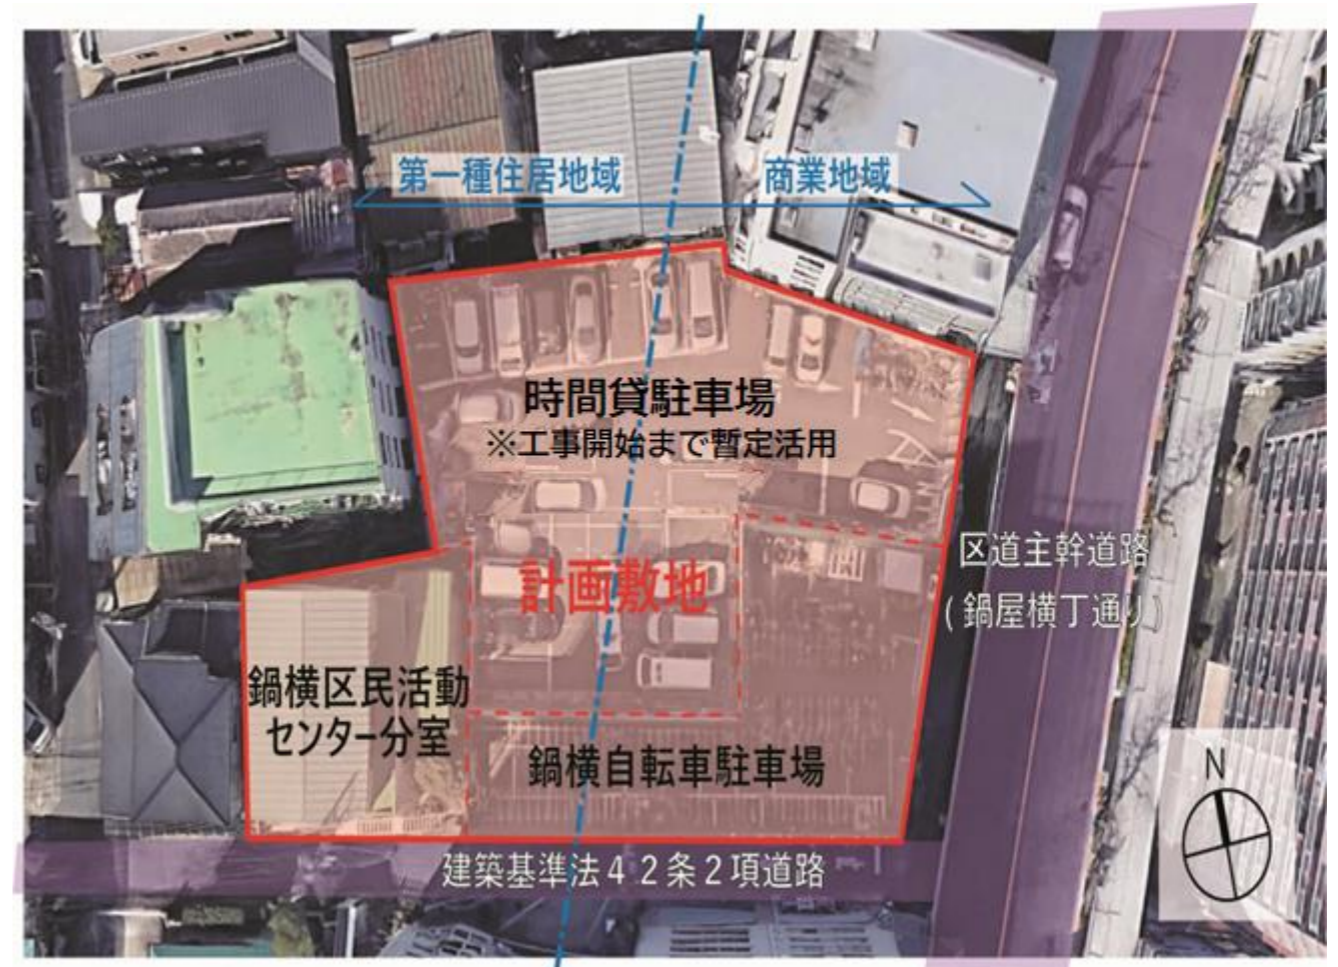 第一種住居地域
商業地域
時間貸駐車場
※工事開始まで暫定活用
計画敷地
区道主幹道路
(鍋屋横丁通り)
鍋横区民活動
センター分室
鍋横自転車駐車場
N
建築基準法42条2項道路